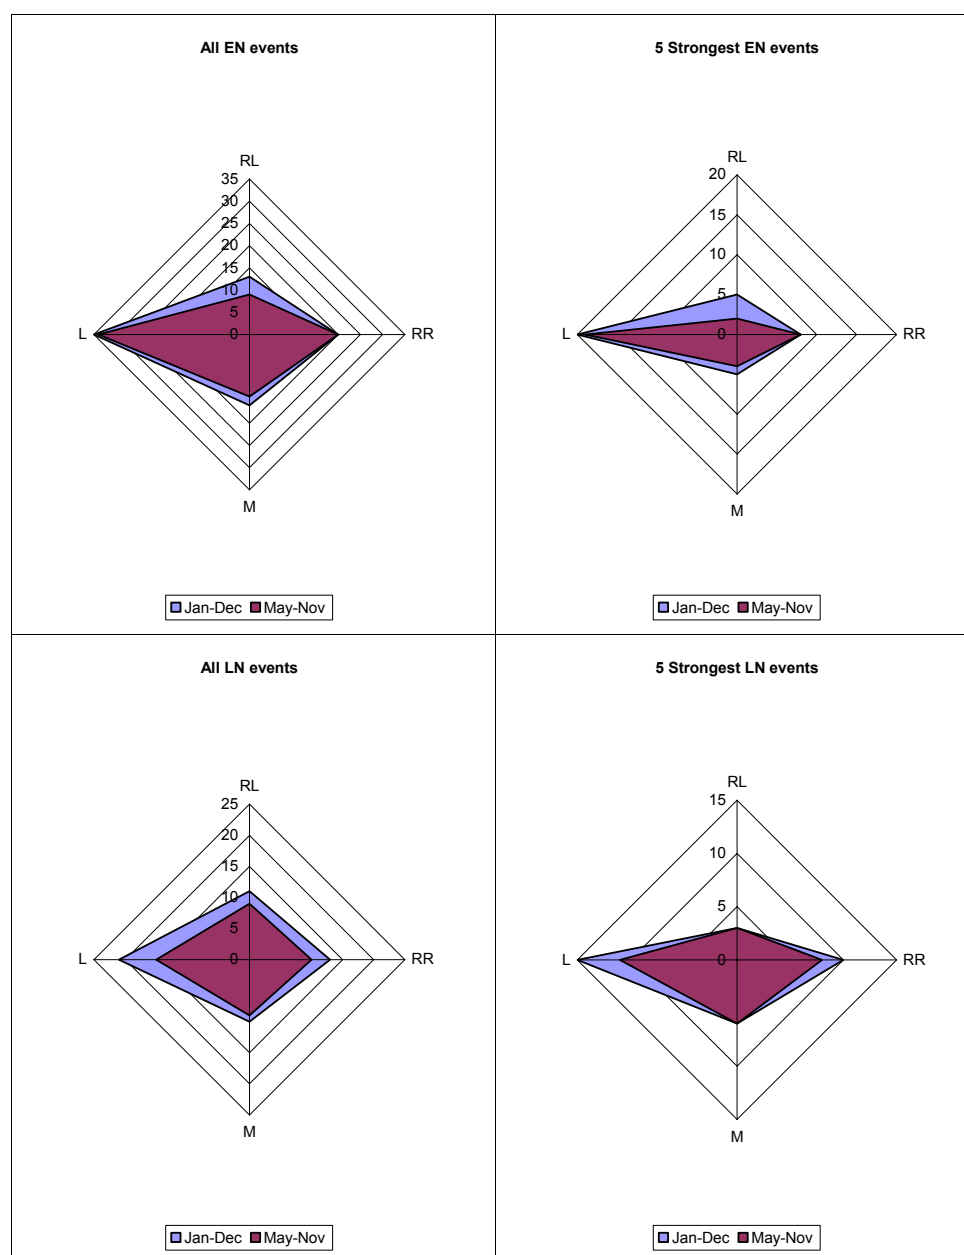 All EN events
RL
35
30
25
20
15
10
5
0
L
RR
M
Jan-Dec May-Nov
5 Strongest EN events
RL
20
15
10
5
0
L
RR
M
Jan-Dec May-Nov
All LN events
RL
25
20
15
10
5
0
L
RR
M
Jan-Dec May-Nov
5 Strongest LN events
RL
15
10
5
0
L
RR
M
Jan-Dec May-Nov